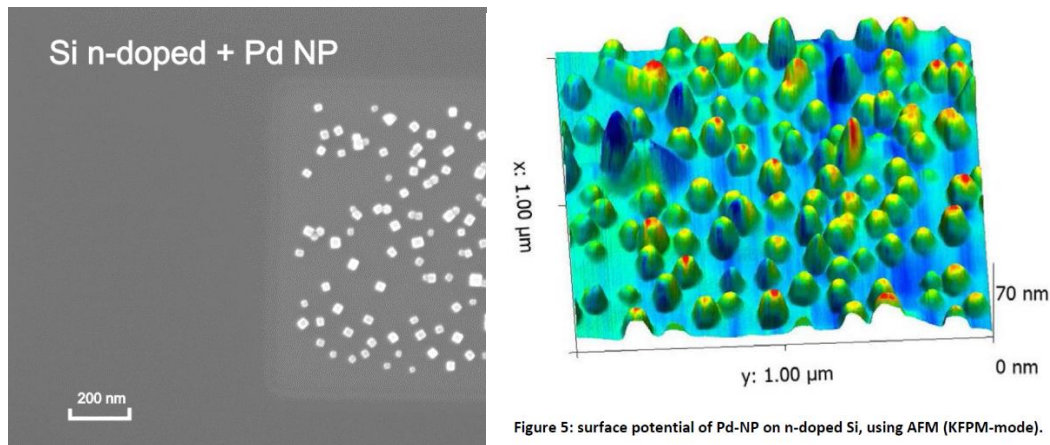 Si n-doped + Pd NP
200 nm
x: 1.00 µm
70 nm
0 nm
y: 1.00 µm
Figure 5: surface potential of Pd-NP on n-doped Si, using AFM (KFPM-mode).